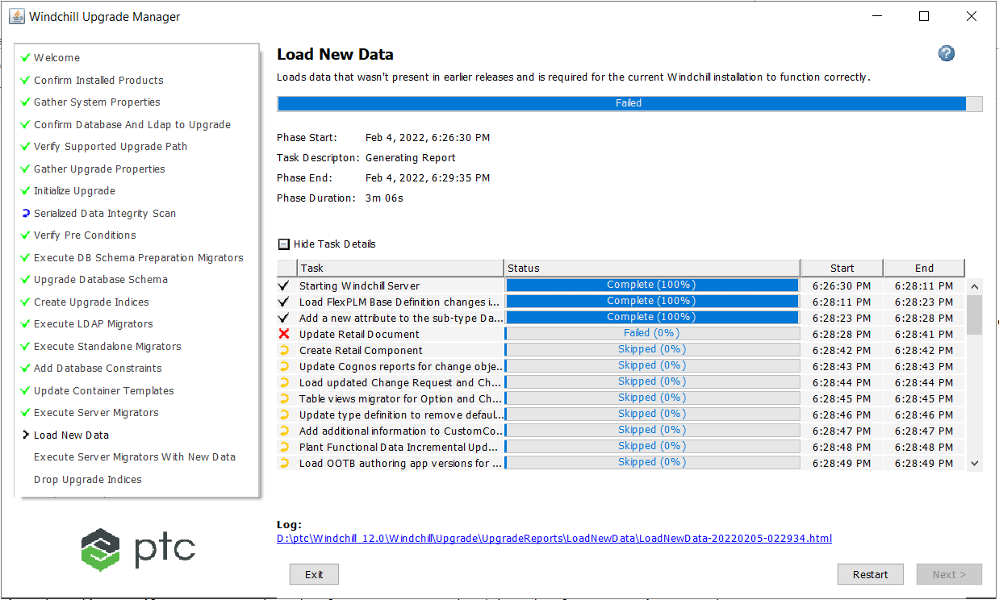 Windchill Upgrade Manager
Welcome
Confirm Installed Products
Gather System Properties
Confirm Database And Ldap to Upgrade
Verify Supported Upgrade Path
Gather Upgrade Properties
Initialize Upgrade
Serialized Data Integrity Scan
Verify Pre Conditions
Execute DB Schema Preparation Migrators
Upgrade Database Schema
Create Upgrade Indices
Execute LDAP Migrators
Execute Standalone Migrators
Add Database Constraints
Update Container Templates
Execute Server Migrators
Load New Data
Execute Server Migrators With New Data
Drop Upgrade Indices
ptc
Load New Data
?
Loads data that wasn't present in earlier releases and is required for the current Windchill installation to function correctly.
Failed
Phase Start: Feb 4, 2022, 6:26:30 PM
Task Descripton: Generating Report
Phase End: Feb 4, 2022, 6:29:35 PM
Phase Duration: 3m 06s
Hide Task Details
Task Status Start End
Starting Windchill Server Complete (100%) 6:26:30 PM 6:28:11 PM
Load FlexPLM Base Definition changes i... Complete (100%) 6:28:11 PM 6:28:23 PM
Add a new attribute to the sub-type Da... Complete (100%) 6:28:23 PM 6:28:28 PM
Update Retail Document Failed (0%) 6:28:28 PM 6:28:41 PM
Create Retail Component Skipped (0%) 6:28:42 PM 6:28:42 PM
Update Cognos reports for change obje... Skipped (0%) 6:28:43 PM 6:28:43 PM
Load updated Change Request and Ch... Skipped (0%) 6:28:44 PM 6:28:44 PM
Table views migrator for Option and Ch... Skipped (0%) 6:28:45 PM 6:28:45 PM
Update type definition to remove defaul... Skipped (0%) 6:28:46 PM 6:28:46 PM
Add additional information to CustomCo... Skipped (0%) 6:28:47 PM 6:28:47 PM
Plant Functional Data Incremental Upd... Skipped (0%) 6:28:48 PM 6:28:48 PM
Load OOTB authoring app versions for ... Skipped (0%) 6:28:49 PM 6:28:49 PM
Log:
D:\ptc\Windchill_12.0\Windchill\Upgrade\UpgradeReports\LoadNewData\LoadNewData-20220205-022934.html
Exit Restart Next >